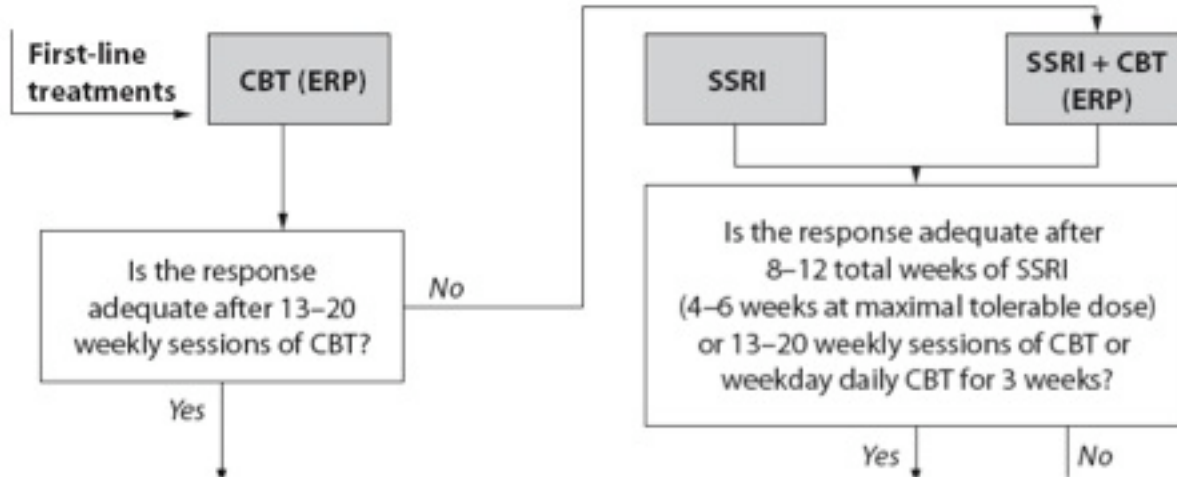 First-line
treatments
CBT (ERP)
SSRI
SSRI + CBT
(ERP)
Is the response
adequate after 13–20
weekly sessions of CBT?
No
Yes
Is the response adequate after
8–12 total weeks of SSRI
(4–6 weeks at maximal tolerable dose)
or 13–20 weekly sessions of CBT or
weekday daily CBT for 3 weeks?
Yes
No